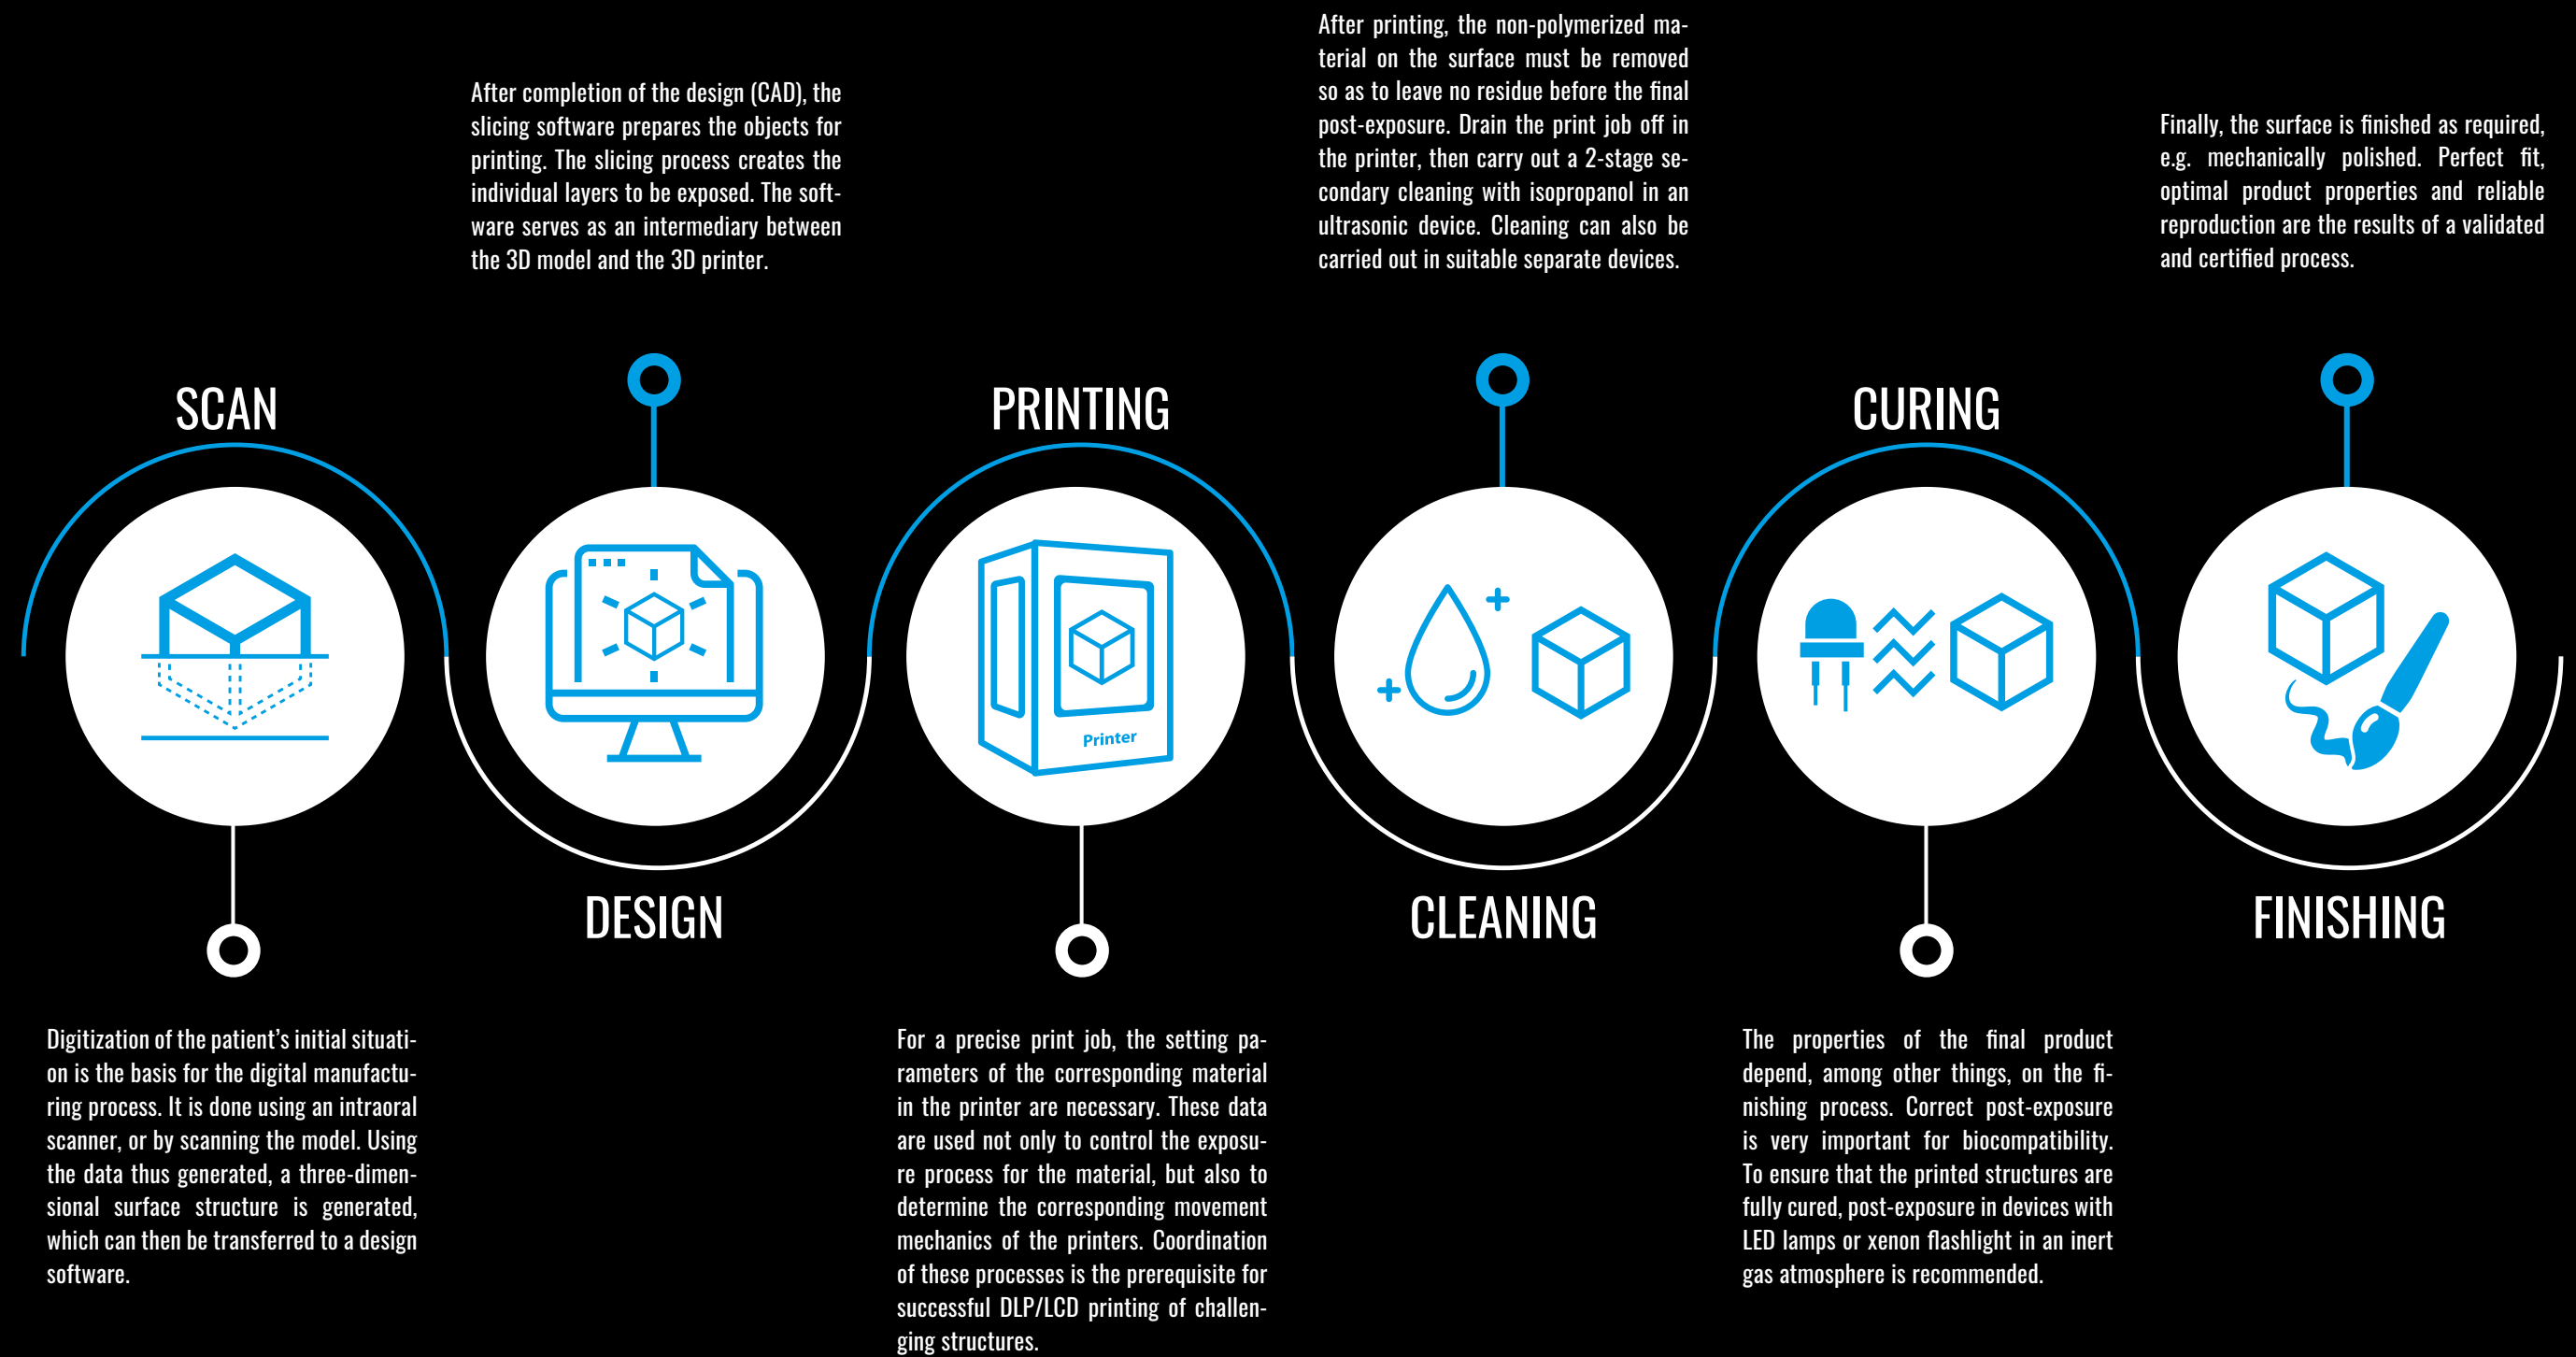 SCAN
Digitization of the patient’s initial situati-
on is the basis for the digital manufactu-
ring process. It is done using an intraoral
scanner, or by scanning the model. Using
the data thus generated, a three-dimen-
sional surface structure is generated,
which can then be transferred to a design
software.
After completion of the design (CAD), the
slicing software prepares the objects for
printing. The slicing process creates the
individual layers to be exposed. The soft-
ware serves as an intermediary between
the 3D model and the 3D printer.
DESIGN
PRINTING
Printer
For a precise print job, the setting pa-
rameters of the corresponding material
in the printer are necessary. These data
are used not only to control the exposu-
re process for the material, but also to
determine the corresponding movement
mechanics of the printers. Coordination
of these processes is the prerequisite for
successful DLP/LCD printing of challen-
ging structures.
After printing, the non-polymerized ma-
terial on the surface must be removed
so as to leave no residue before the final
post-exposure. Drain the print job off in
the printer, then carry out a 2-stage se-
condary cleaning with isopropanol in an
ultrasonic device. Cleaning can also be
carried out in suitable separate devices.
CLEANING
CURING
The properties of the final product
depend, among other things, on the fi-
nishing process. Correct post-exposure
is very important for biocompatibility.
To ensure that the printed structures are
fully cured, post-exposure in devices with
LED lamps or xenon flashlight in an inert
gas atmosphere is recommended.
Finally, the surface is finished as required,
e.g. mechanically polished. Perfect fit,
optimal product properties and reliable
reproduction are the results of a validated
and certified process.
FINISHING